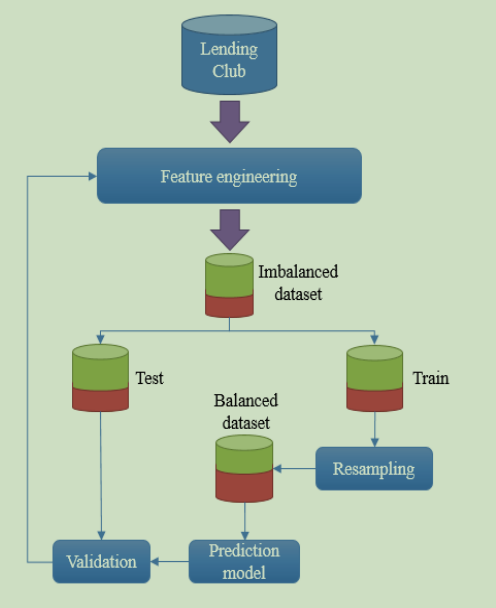 Lending
Club
Feature engineering
Imbalanced
dataset
Test
Train
Balanced
dataset
Resampling
Validation
Prediction
model